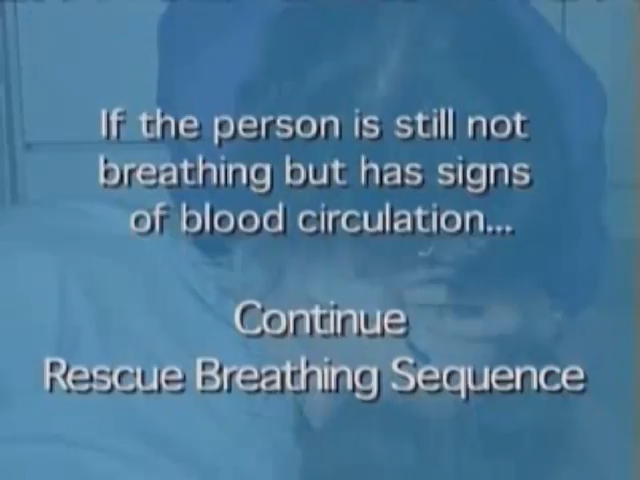 If the person is still not
breathing but has signs
of blood circulation...
Continue
Rescue Breathing Sequence